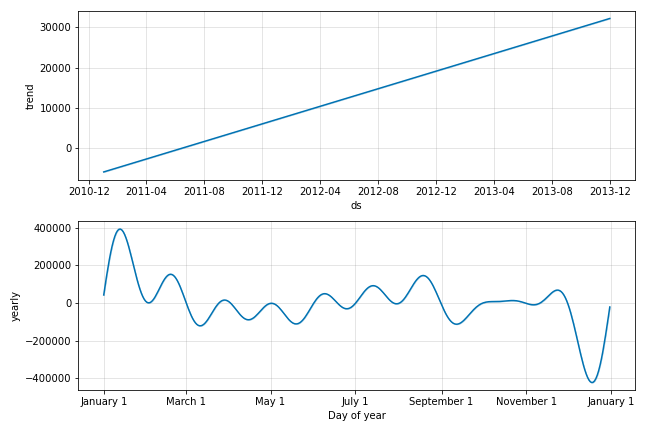 30000
20000
10000
0
trend
2010-12 2011-04 2011-08 2011-12 2012-04 2012-08 2012-12 2013-04 2013-08 2013-12
ds
400000
200000
0
−200000
−400000
yearly
January 1 March 1 May 1 July 1 September 1 November 1 January 1
Day of year